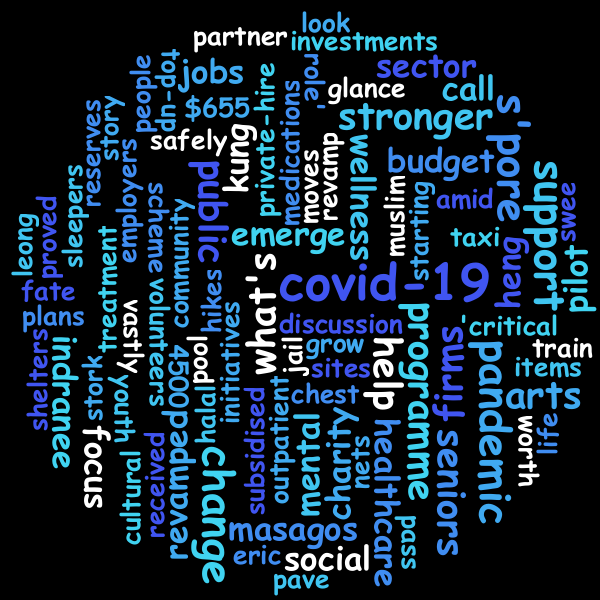 look
partner
investments
sector
jobs
people
dn-dot
role
glance
call
$655
stronger
s'pore
reserves
story
safely
kung
private-hire
medications
moves
revamp
wellness
budget
employers
public
muslim
starting
amid
support
swee
sleepers
scheme
community
emerge
taxi
heng
pilot
leong
proved
treatment
volunteers
hikes
what's
covid-19
fate
plans
vastly
initiatives
discussion
programme
'critical
shelters
indranee
stork
youth
4500
pool
jail
grow
help
firms
pandemic
train
sites
items
halal
subsidised
outpatient
chest
arts
focus
cultural
received
revamped
change
mental
charity
nets
healthcare
seniors
worth
life
masagos
pass
eric
social
pave